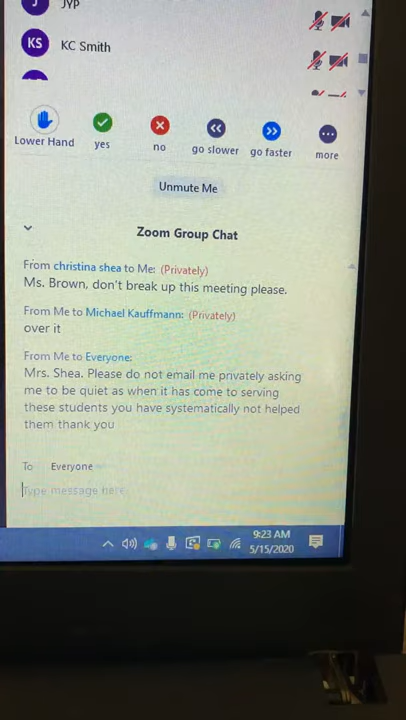 JYP
KS KC Smith
Lower Hand yes no go slower go faster more
Unmute Me
Zoom Group Chat
From christina shea to Me: (Privately)
Ms. Brown, don't break up this meeting please.
From Me to Michael Kauffmann: (Privately)
over it
From Me to Everyone:
Mrs. Shea. Please do not email me privately asking
me to be quiet as when it has come to serving
these students you have systematically not helped
them thank you
To Everyone
Type message here
9:23 AM
5/15/2020